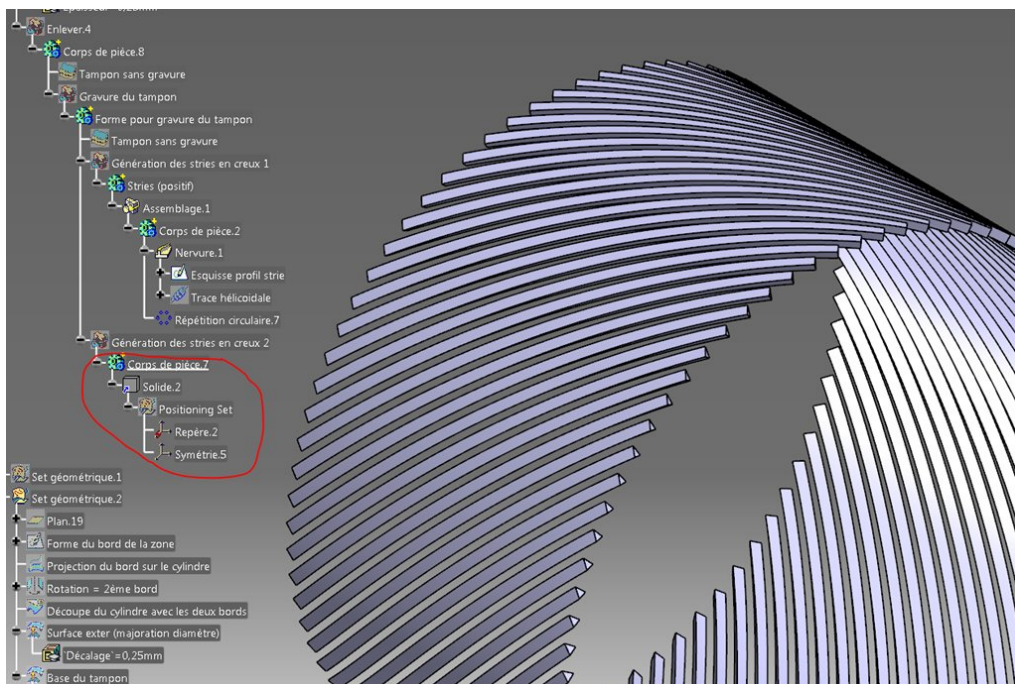 Epaisseur = 0,25mm
Enlever.4
Corps de pièce.8
Tampon sans gravure
Gravure du tampon
Forme pour gravure du tampon
Tampon sans gravure
Génération des stries en creux 1
Stries (positif)
Assemblage.1
Corps de pièce.2
Nervure.1
Esquisse profil strie
Trace hélicoidale
Répétition circulaire.7
Génération des stries en creux 2
Corps de pièce.7
Solide.2
Positioning Set
Repère.2
Symétrie.5
Set géométrique.1
Set géométrique.2
Plan.19
Forme du bord de la zone
Projection du bord sur le cylindre
Rotation = 2ème bord
Découpe du cylindre avec les deux bords
Surface exter (majoration diamètre)
`Décalage`=0,25mm
Base du tampon